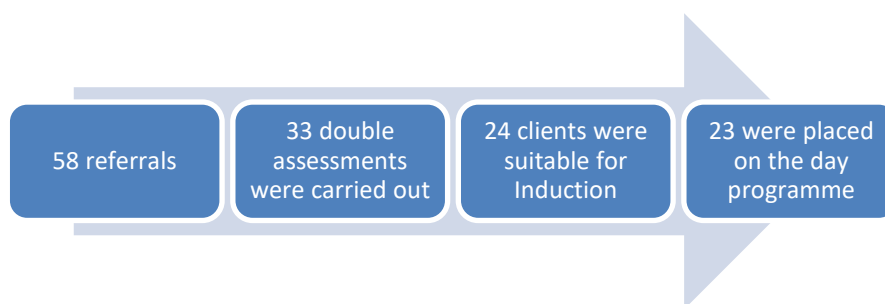 58 referrals
33 double
assessments
were carried out
24 clients were
suitable for
Induction
23 were placed
on the day
programme